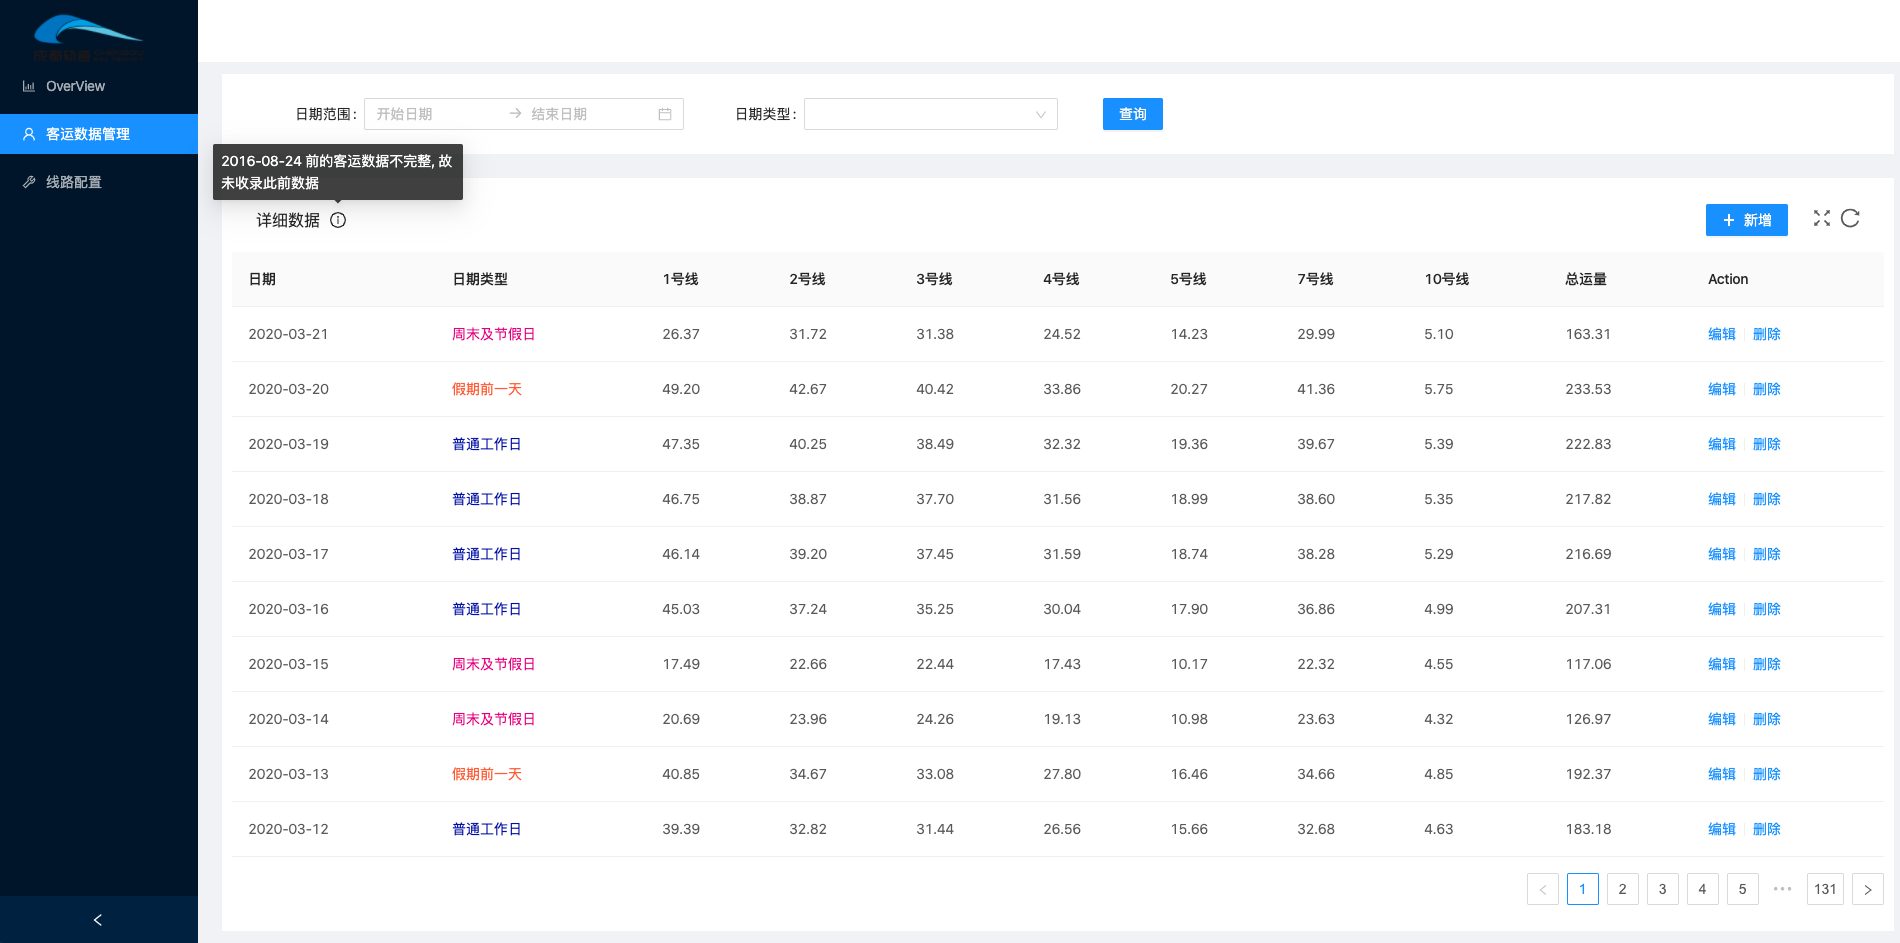 OverView
客运数据管理
线路配置
日期范围: 开始日期 结束日期 日期类型: 查询
2016-08-24 前的客运数据不完整, 故
未收录此前数据
详细数据 新增
日期 日期类型 1号线 2号线 3号线 4号线 5号线 7号线 10号线 总运量 Action
2020-03-21 周末及节假日 26.37 31.72 31.38 24.52 14.23 29.99 5.10 163.31 编辑 删除
2020-03-20 假期前一天 49.20 42.67 40.42 33.86 20.27 41.36 5.75 233.53 编辑 删除
2020-03-19 普通工作日 47.35 40.25 38.49 32.32 19.36 39.67 5.39 222.83 编辑 删除
2020-03-18 普通工作日 46.75 38.87 37.70 31.56 18.99 38.60 5.35 217.82 编辑 删除
2020-03-17 普通工作日 46.14 39.20 37.45 31.59 18.74 38.28 5.29 216.69 编辑 删除
2020-03-16 普通工作日 45.03 37.24 35.25 30.04 17.90 36.86 4.99 207.31 编辑 删除
2020-03-15 周末及节假日 17.49 22.66 22.44 17.43 10.17 22.32 4.55 117.06 编辑 删除
2020-03-14 周末及节假日 20.69 23.96 24.26 19.13 10.98 23.63 4.32 126.97 编辑 删除
2020-03-13 假期前一天 40.85 34.67 33.08 27.80 16.46 34.66 4.85 192.37 编辑 删除
2020-03-12 普通工作日 39.39 32.82 31.44 26.56 15.66 32.68 4.63 183.18 编辑 删除
1 2 3 4 5 ••• 131